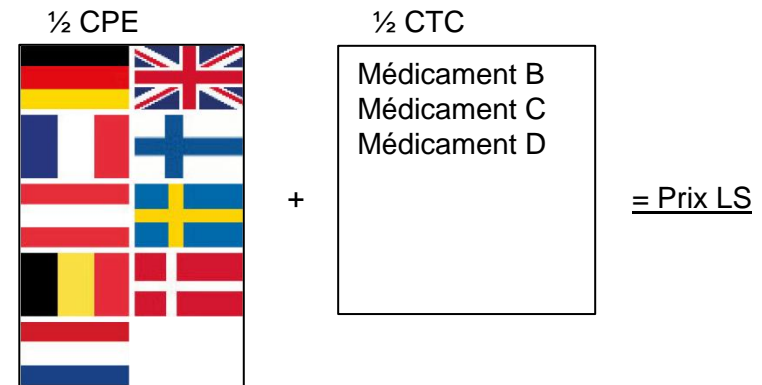 ½ CPE
½ CTC
Médicament B
Médicament C
Médicament D
+
= Prix LS